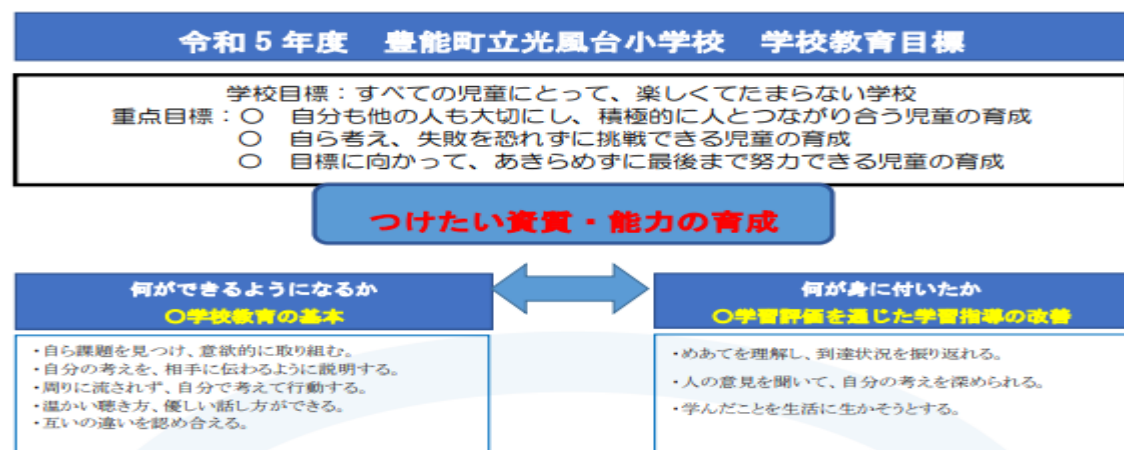 令和５年度　豊能町立光風台小学校　学校教育目標
学校目標：すべての児童にとって、楽しくてたまらない学校
重点目標：〇　自分も他の人も大切にし、積極的に人とつながり合う児童の育成
〇　自ら考え、失敗を恐れずに挑戦できる児童の育成
〇　目標に向かって、あきらめずに最後まで努力できる児童の育成
つけたい資質・能力の育成
何ができるようになるか
〇学校教育の基本
・自ら課題を見つけ、意欲的に取り組む。
・自分の考えを、相手に伝わるように説明する。
・周りに流されず、自分で考えて行動する。
・温かい聴き方、優しい話し方ができる。
・互いの違いを認め合える。
何が身に付いたか
〇学習評価を通じた学習指導の改善
・めあてを理解し、到達状況を振り返れる。
・人の意見を聞いて、自分の考えを深められる。
・学んだことを生活に生かそうとする。